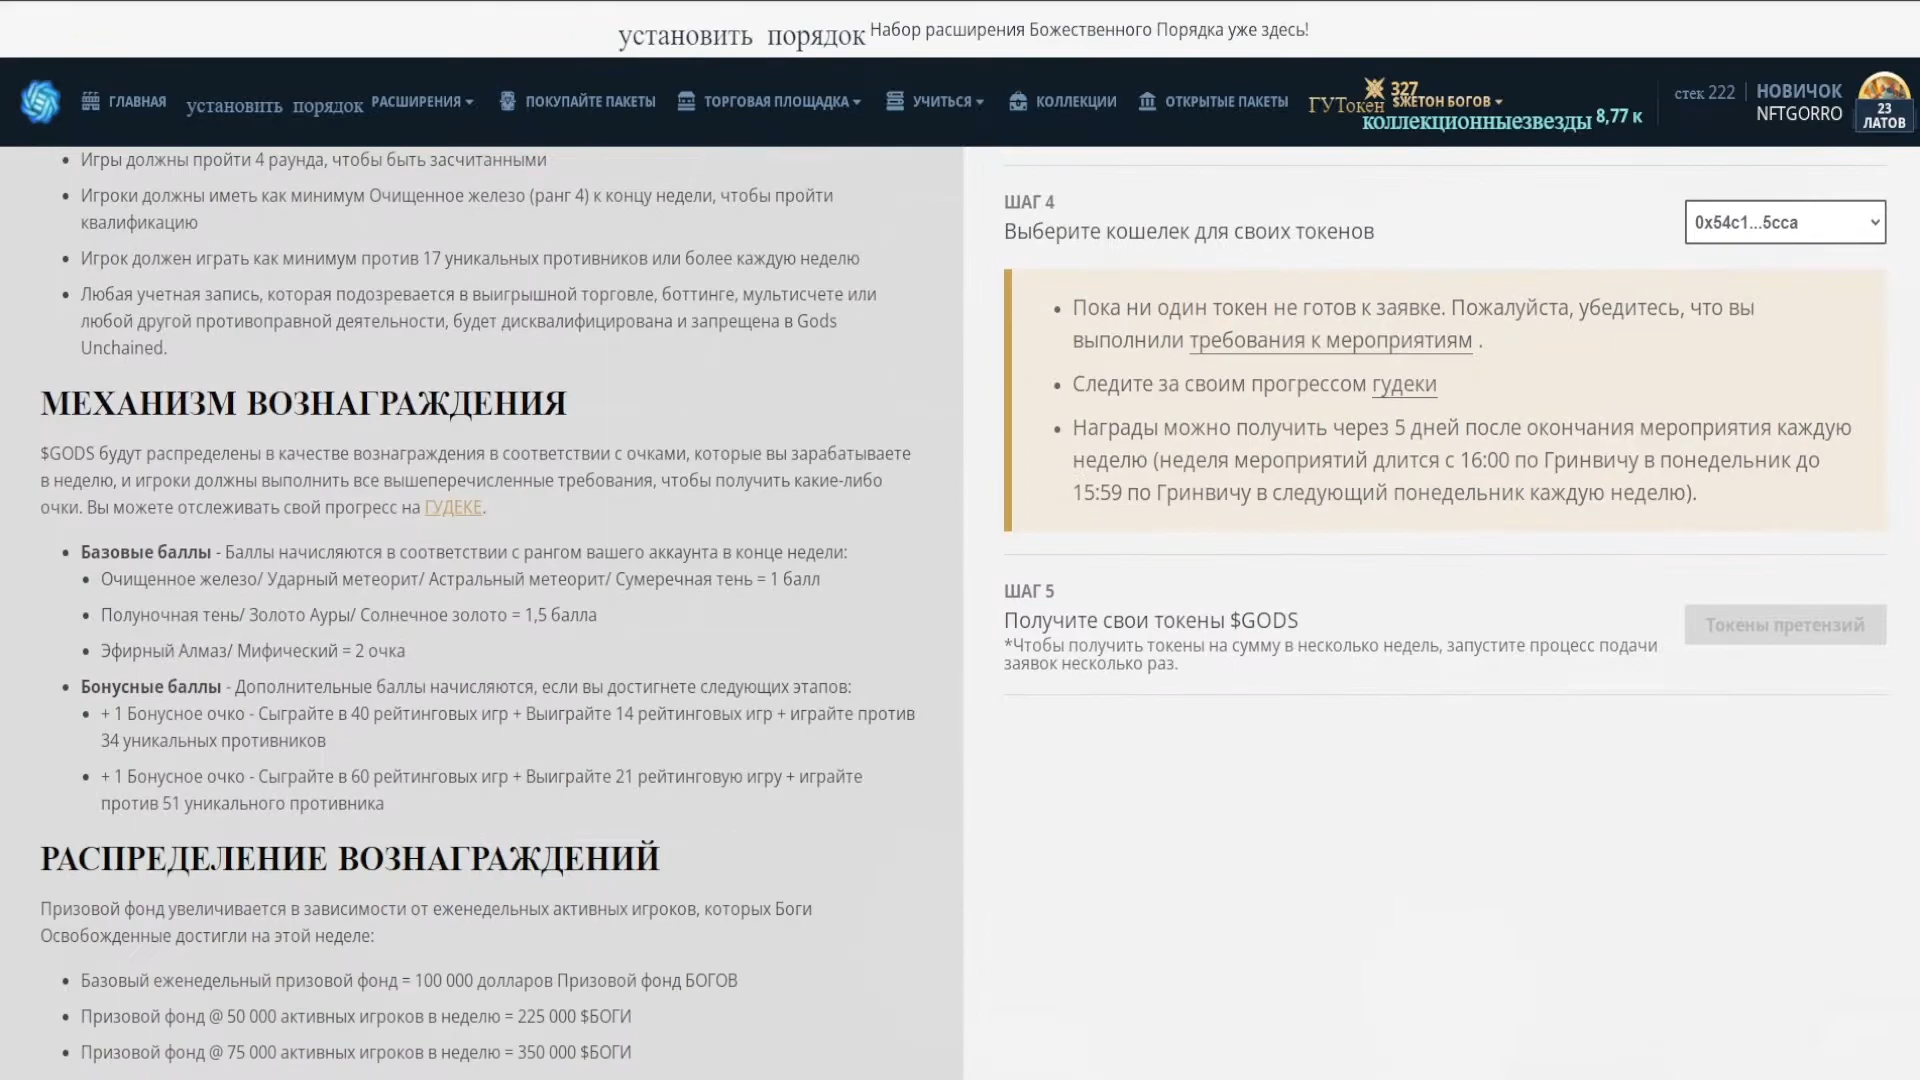 установить порядок Набор расширения Божественного Порядка уже здесь!
ГЛАВНАЯ установить порядок РАСШИРЕНИЯ ПОКУПАЙТЕ ПАКЕТЫ ТОРГОВАЯ ПЛОЩАДКА УЧИТЬСЯ КОЛЛЕКЦИИ ОТКРЫТЫЕ ПАКЕТЫ
327
ГУТокен $ЖЕТОН БОГОВ
коллекционныезвезды 8,77 к
стек 222
НОВИЧОК
NFTGORRO
23
ЛАТОВ
Игры должны пройти 4 раунда, чтобы быть засчитанными
Игроки должны иметь как минимум Очищенное железо (ранг 4) к концу недели, чтобы пройти
квалификацию
Игрок должен играть как минимум против 17 уникальных противников или более каждую неделю
Любая учетная запись, которая подозревается в выигрышной торговле, боттинге, мультисчете или
любой другой противоправной деятельности, будет дисквалифицирована и запрещена в Gods
Unchained.
МЕХАНИЗМ ВОЗНАГРАЖДЕНИЯ
$GODS будут распределены в качестве вознаграждения в соответствии с очками, которые вы зарабатываете
в неделю, и игроки должны выполнить все вышеперечисленные требования, чтобы получить какие-либо
очки. Вы можете отслеживать свой прогресс на ГУДЕКЕ.
Базовые баллы - Баллы начисляются в соответствии с рангом вашего аккаунта в конце недели:
Очищенное железо/ Ударный метеорит/ Астральный метеорит/ Сумеречная тень = 1 балл
Полуночная тень/ Золото Ауры/ Солнечное золото = 1,5 балла
Эфирный Алмаз/ Мифический = 2 очка
Бонусные баллы - Дополнительные баллы начисляются, если вы достигнете следующих этапов:
+ 1 Бонусное очко - Сыграйте в 40 рейтинговых игр + Выиграйте 14 рейтинговых игр + играйте против
34 уникальных противников
+ 1 Бонусное очко - Сыграйте в 60 рейтинговых игр + Выиграйте 21 рейтинговую игру + играйте
против 51 уникального противника
РАСПРЕДЕЛЕНИЕ ВОЗНАГРАЖДЕНИЙ
Призовой фонд увеличивается в зависимости от еженедельных активных игроков, которых Боги
Освобожденные достигли на этой неделе:
Базовый еженедельный призовой фонд = 100 000 долларов Призовой фонд БОГОВ
Призовой фонд @ 50 000 активных игроков в неделю = 225 000 $БОГИ
Призовой фонд @ 75 000 активных игроков в неделю = 350 000 $БОГИ
ШАГ 4
Выберите кошелек для своих токенов
0x54c1...5cca
Пока ни один токен не готов к заявке. Пожалуйста, убедитесь, что вы
выполнили требования к мероприятиям .
Следите за своим прогрессом гудеки
Награды можно получить через 5 дней после окончания мероприятия каждую
неделю (неделя мероприятий длится с 16:00 по Гринвичу в понедельник до
15:59 по Гринвичу в следующий понедельник каждую неделю).
ШАГ 5
Получите свои токены $GODS
*Чтобы получить токены на сумму в несколько недель, запустите процесс подачи
заявок несколько раз.
Токены претензий